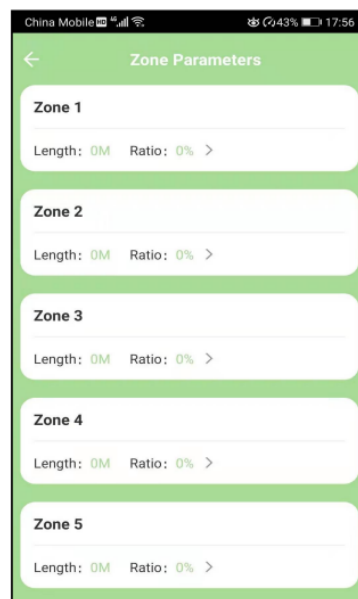 China Mobile HD 4G 43% 17:56
Zone Parameters
Zone 1
Length: 0M Ratio: 0%
Zone 2
Length: 0M Ratio: 0%
Zone 3
Length: 0M Ratio: 0%
Zone 4
Length: 0M Ratio: 0%
Zone 5
Length: 0M Ratio: 0%